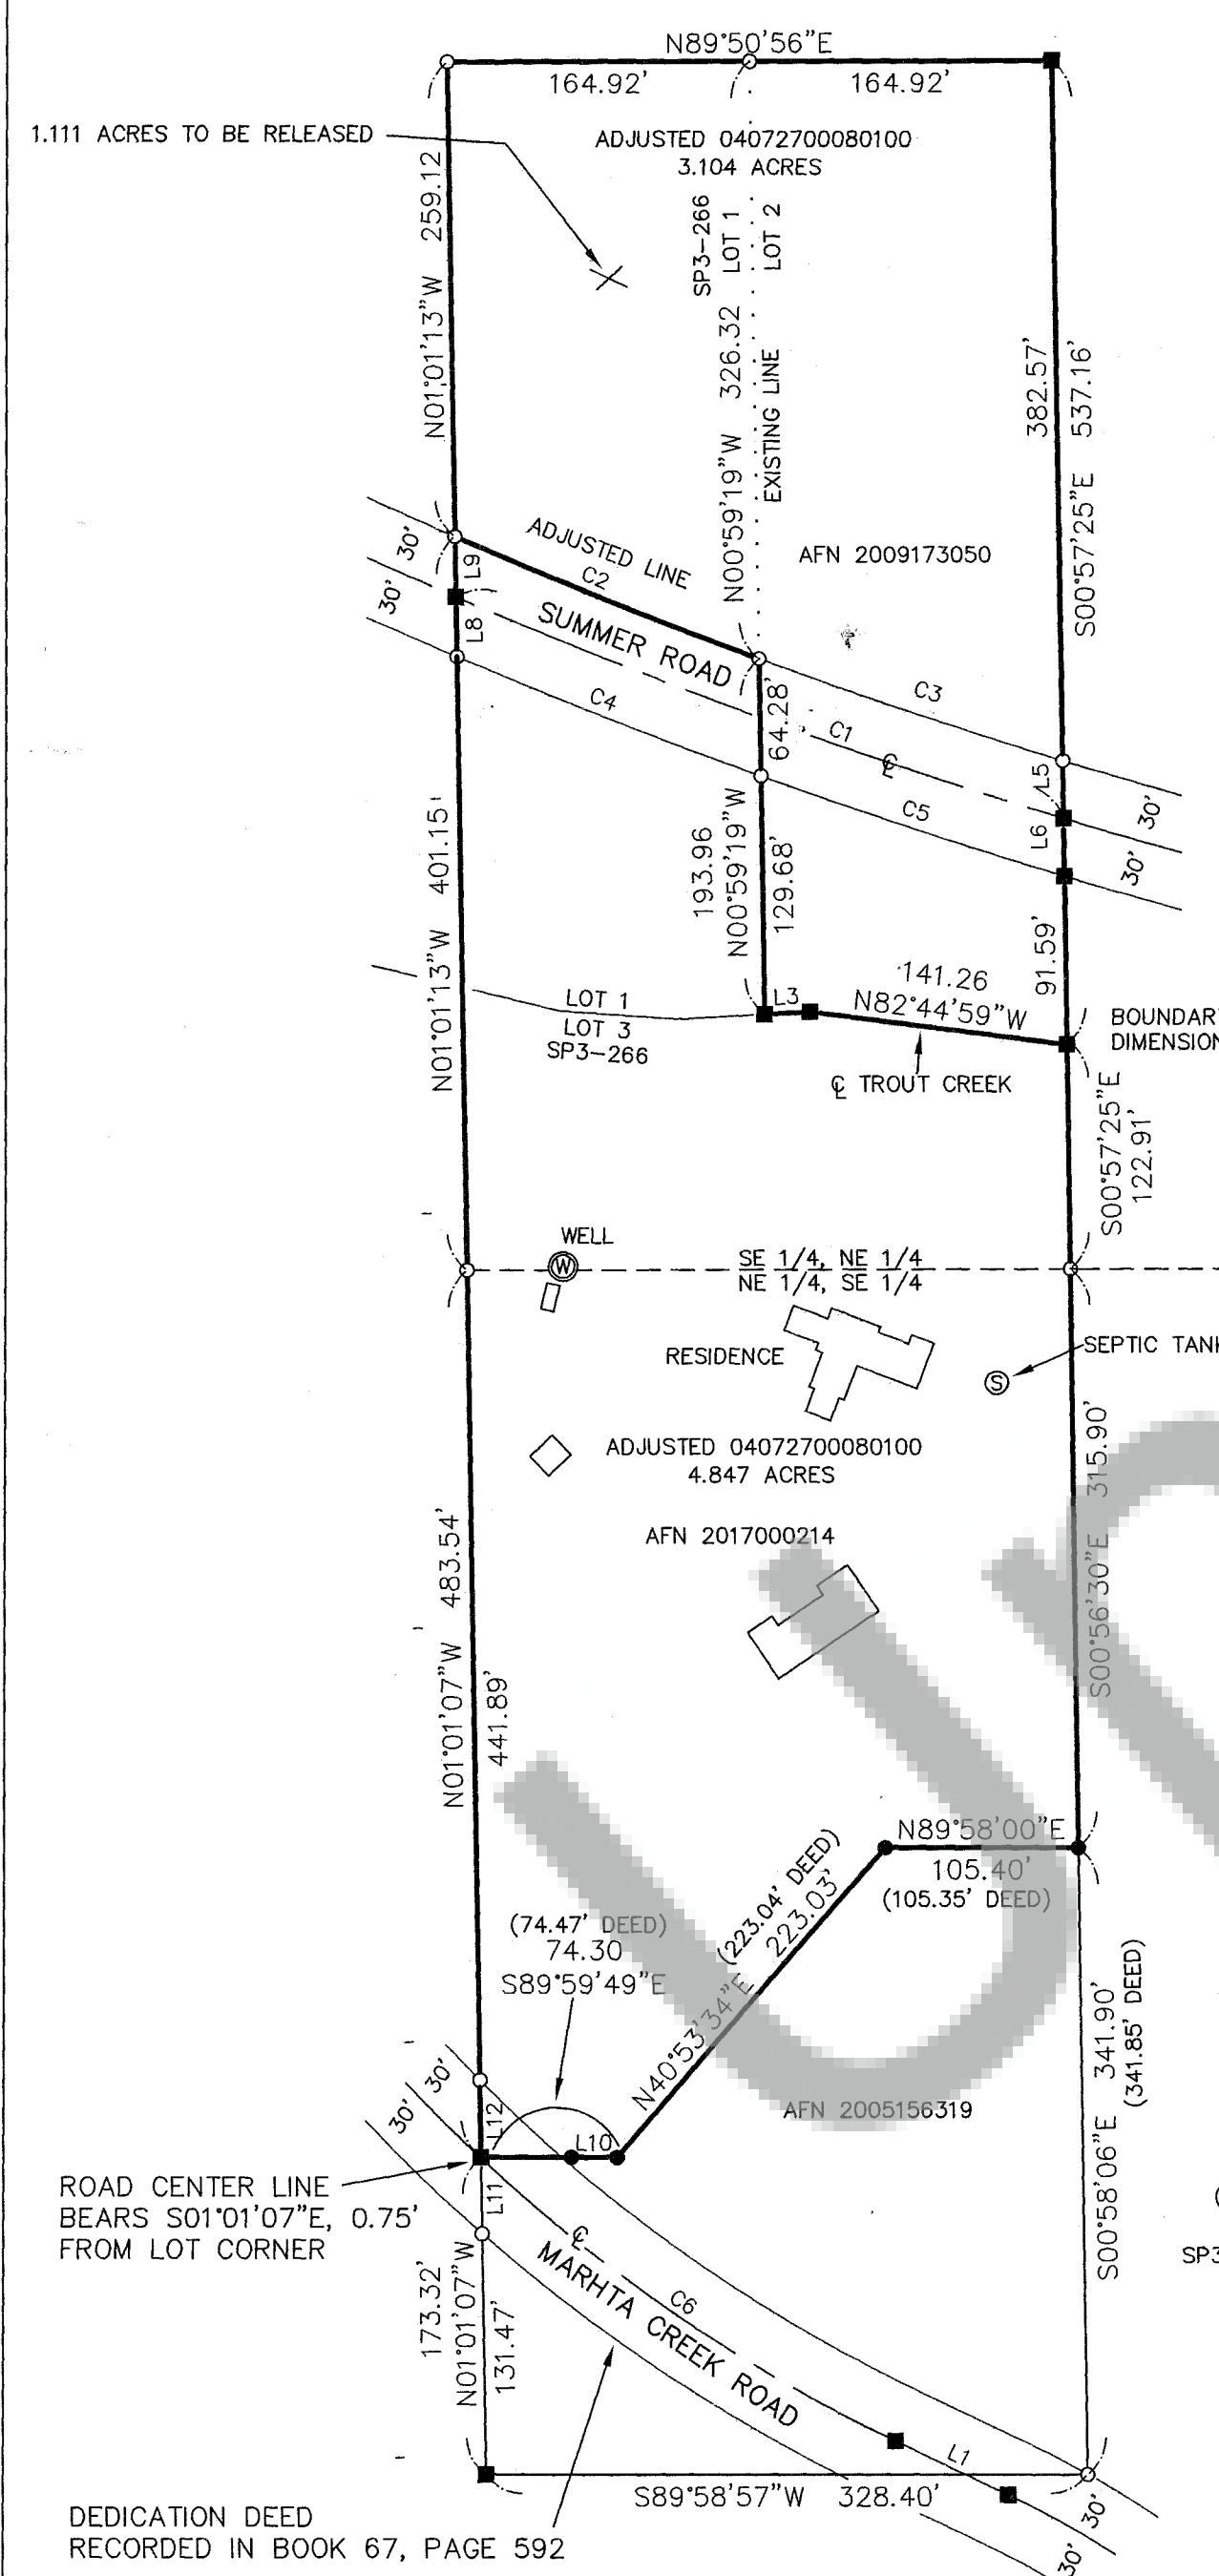 N89°50'56"E
164.92'
164.92'
1.111 ACRES TO BE RELEASED
ADJUSTED 04072700080100
3.104 ACRES
N01°01'13"W 259.12
SP3-266
LOT 1
LOT 2
N00°59'19"W 326.32
EXISTING LINE
382.57'
S00°57'25"E 537.16'
ADJUSTED LINE
C2
AFN 2009173050
30'
30'
L9
L8
SUMMER ROAD
C4
C3
C1
℄
C5
64.28'
L5
L6
30'
30'
N01°01'13"W 401.15'
193.96
N00°59'19"W
129.68'
91.59'
L3
141.26
N82°44'59"W
LOT 1
LOT 3
SP3-266
℄ TROUT CREEK
BOUNDAR
DIMENSION
S00°57'25"E
122.91'
WELL
W
SE 1/4, NE 1/4
NE 1/4, SE 1/4
RESIDENCE
SEPTIC TANK
S
ADJUSTED 04072700080100
4.847 ACRES
AFN 2017000214
S00°56'30"E 315.90'
N01°01'07"W 483.54'
441.89'
N89°58'00"E
105.40'
(105.35' DEED)
(223.04' DEED)
N40°53'34"E 223.03'
(74.47' DEED)
74.30
S89°59'49"E
30'
30'
L12
L10
L11
AFN 2005156319
S00°58'06"E 341.90'
(341.85' DEED)
ROAD CENTER LINE
BEARS S01°01'07"E, 0.75'
FROM LOT CORNER
℄
MARHTA CREEK ROAD
C6
SP3
173.32'
N01°01'07"W
131.47'
L1
S89°58'57"W 328.40'
30'
30'
DEDICATION DEED
RECORDED IN BOOK 67, PAGE 592